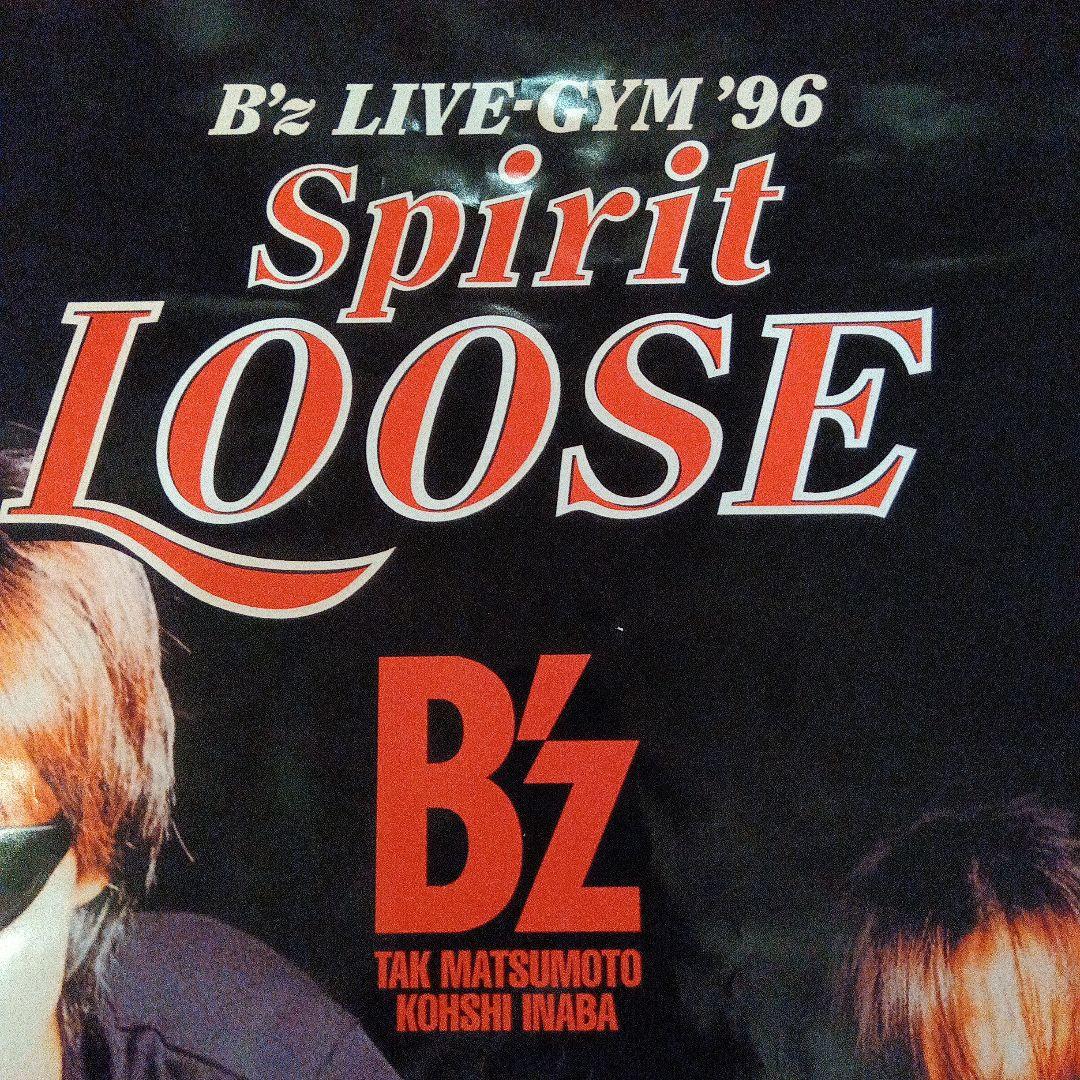 B'z LIVE-GYM '96
Spirit
LOOSE
B'z
TAK MATSUMOTO
KOHSHI INABA